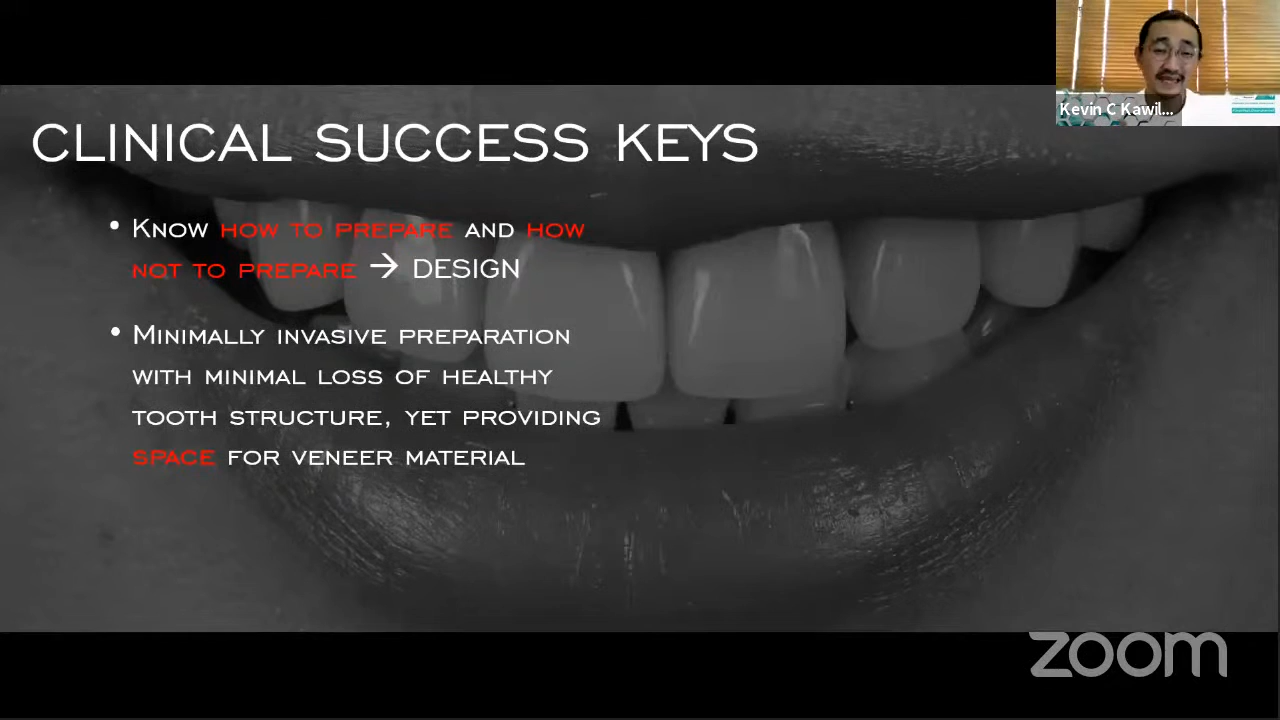 Kevin C Kawil...
CLINICAL SUCCESS KEYS
• Know how to prepare and how
not to prepare → DESIGN
• Minimally invasive preparation
with minimal loss of healthy
tooth structure, yet providing
space for veneer material
zoom